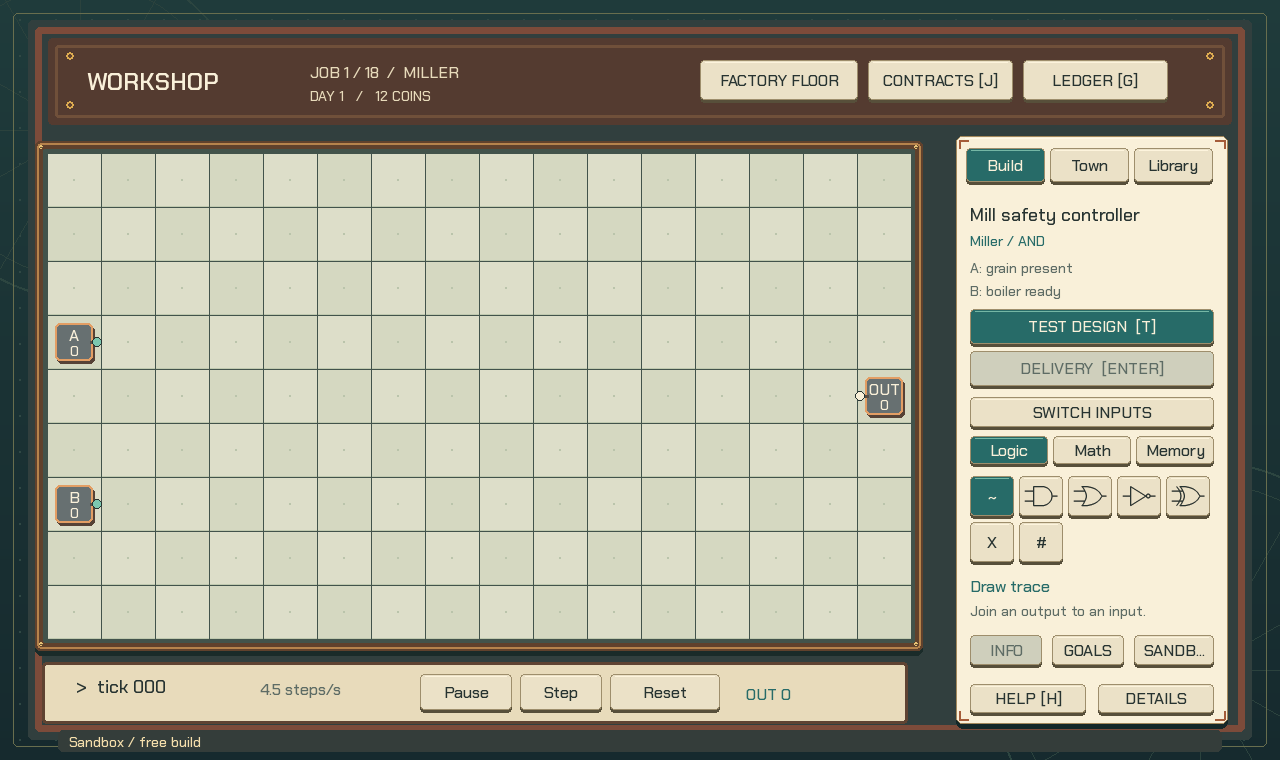 WORKSHOP
JOB 1 / 18 / MILLER
DAY 1 / 12 COINS
FACTORY FLOOR
CONTRACTS [J]
LEDGER [G]
Build
Town
Library
Mill safety controller
Miller / AND
A: grain present
B: boiler ready
TEST DESIGN [T]
DELIVERY [ENTER]
SWITCH INPUTS
Logic
Math
Memory
~
X
#
Draw trace
Join an output to an input.
INFO
GOALS
SANDB...
HELP [H]
DETAILS
A
0
OUT
0
B
0
> tick 000
4.5 steps/s
Pause
Step
Reset
OUT 0
Sandbox / free build